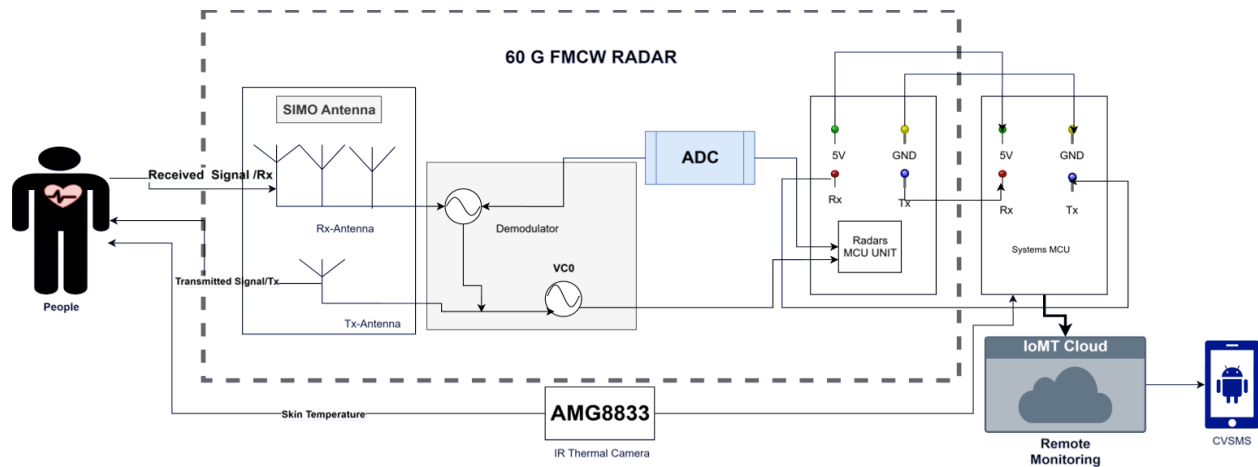 60 G FMCW RADAR
SIMO Antenna
Received Signal /Rx
Rx-Antenna
Transmitted Signal/Tx
Tx-Antenna
People
Demodulator
VC0
ADC
5V
GND
Rx
Tx
Radars
MCU UNIT
5V
GND
Rx
Tx
Systems MCU
IoMT Cloud
Remote
Monitoring
CVSMS
Skin Temperature
AMG8833
IR Thermal Camera